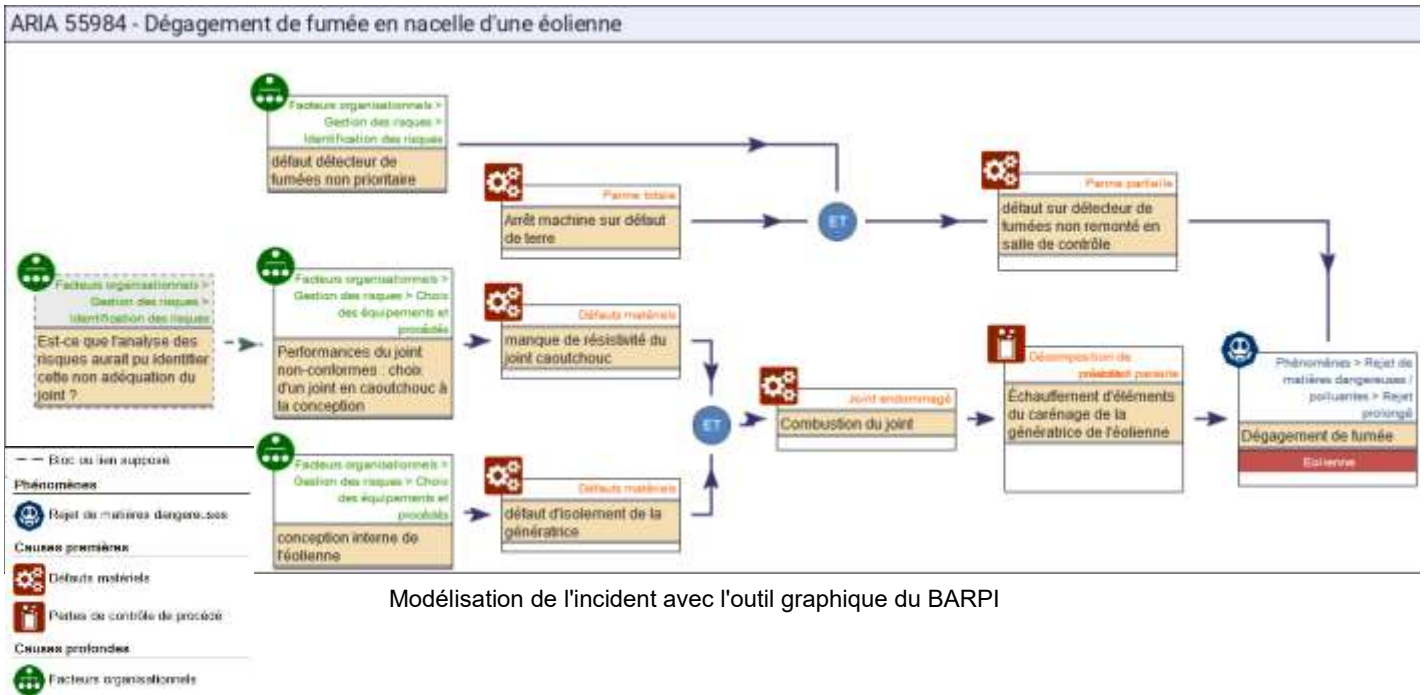 ARIA 55984 - Dégagement de fumée en nacelle d'une éolienne
Facteurs organisationnels >
Gestion des risques >
Identification des risques
défaut détecteur de
fumées non prioritaire
Panne totale
Arrêt machine sur défaut
de terre
ET
Panne partielle
défaut sur détecteur de
fumées non remonté en
salle de contrôle
Facteurs organisationnels >
Gestion des risques >
Identification des risques
Est-ce que l'analyse des
risques aurait pu identifier
cette non adéquation du
joint ?
Facteurs organisationnels >
Gestion des risques > Choix
des équipements et
procédés
Performances du joint
non-conformes : choix
d'un joint en caoutchouc à
la conception
Défauts matériels
manque de résistivité du
joint caoutchouc
Facteurs organisationnels >
Gestion des risques > Choix
des équipements et
procédés
conception interne de
l'éolienne
Défauts matériels
défaut d'isolement de la
génératrice
ET
Joint endommagé
Combustion du joint
Décomposition de
parasite
Échauffement d'éléments
du carénage de la
génératrice de l'éolienne
Phénomènes > Rejet de
matières dangereuses /
polluantes > Rejet
prolongé
Dégagement de fumée
Eolienne
Bloc ou lien supposé
Phénomènes
Rejet de matières dangereuses
Causes premières
Défauts matériels
Pertes de contrôle de procédé
Causes profondes
Facteurs organisationnels
Modélisation de l'incident avec l'outil graphique du BARPI